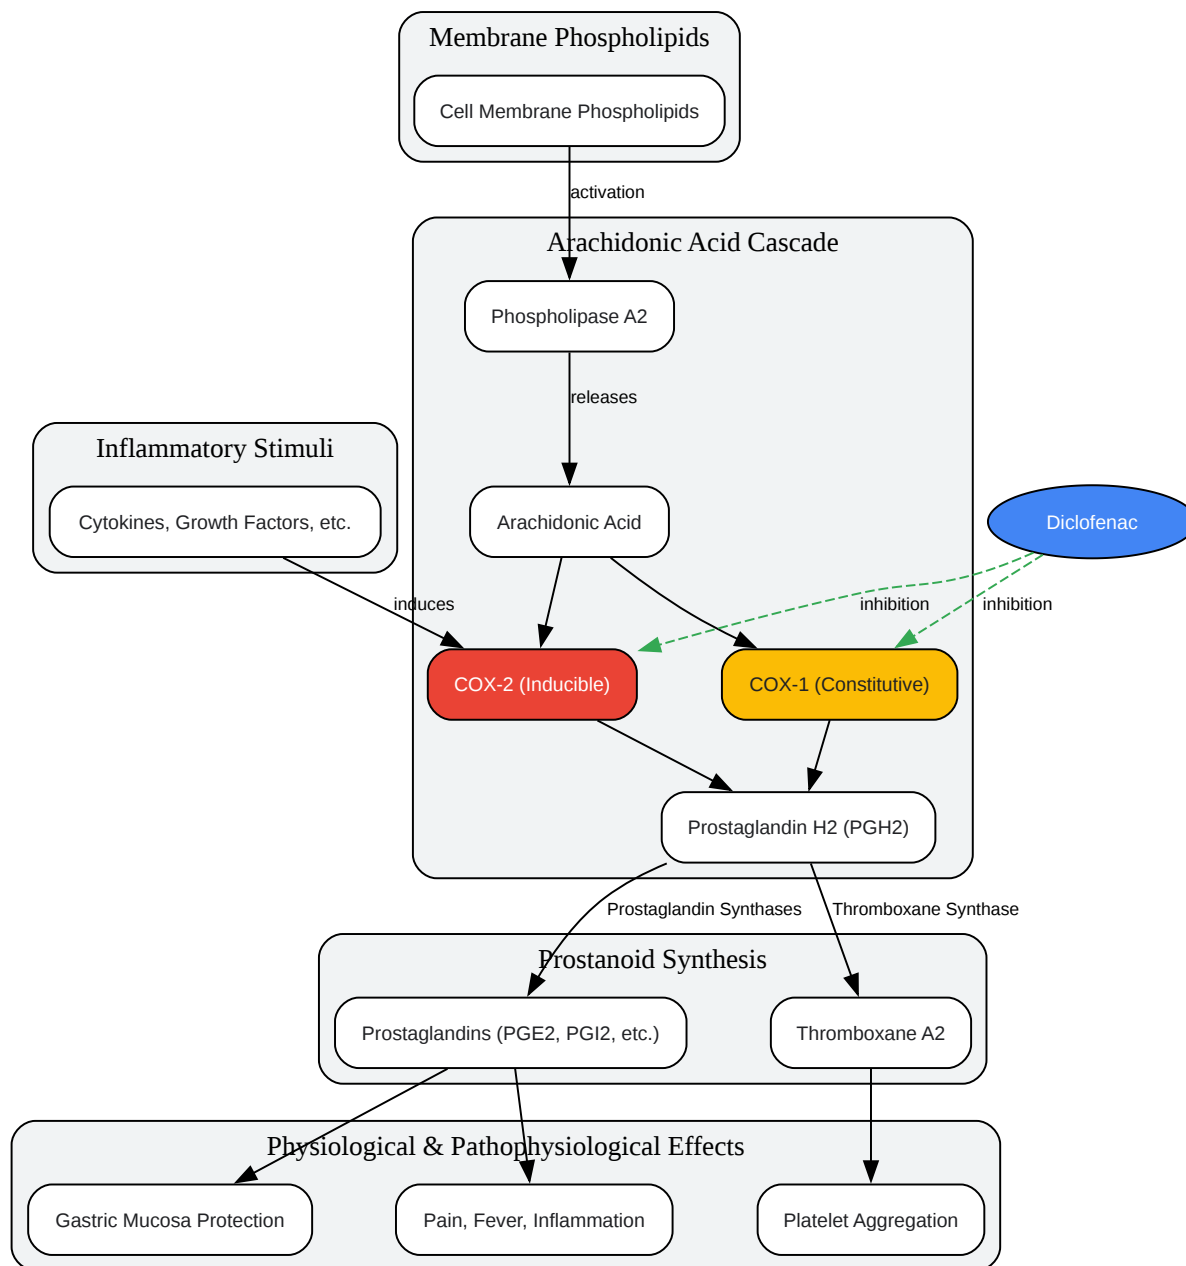 Membrane Phospholipids
Cell Membrane Phospholipids
activation
Arachidonic Acid Cascade
Phospholipase A2
releases
Inflammatory Stimuli
Cytokines, Growth Factors, etc.
Arachidonic Acid
Diclofenac
induces
inhibition
inhibition
COX-2 (Inducible)
COX-1 (Constitutive)
Prostaglandin H2 (PGH2)
Prostaglandin Synthases
Thromboxane Synthase
Prostanoid Synthesis
Prostaglandins (PGE2, PGI2, etc.)
Thromboxane A2
Physiological & Pathophysiological Effects
Gastric Mucosa Protection
Pain, Fever, Inflammation
Platelet Aggregation